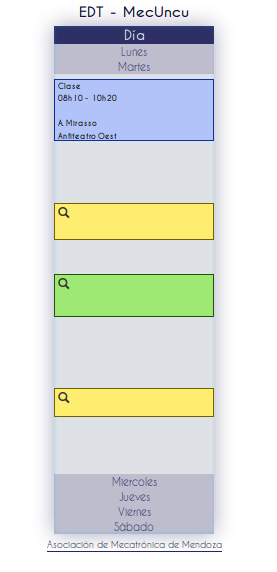 EDT - MecUncu
Día
Lunes
Martes
Clase
08h10 - 10h20
A. Mirasso
Anfiteatro Oest
Miercoles
Jueves
Viernes
Sábado
Asociación de Mecatrónica de Mendoza